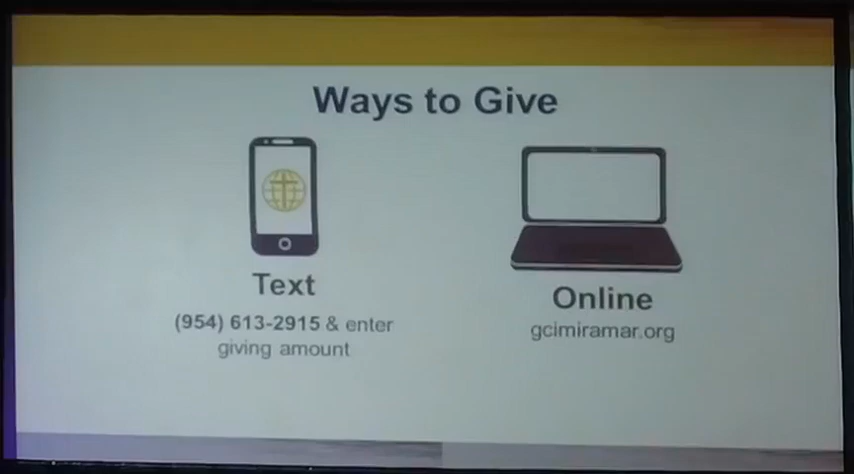 Ways to Give
Text
(954) 613-2915 & enter
giving amount
Online
gcimiramar.org